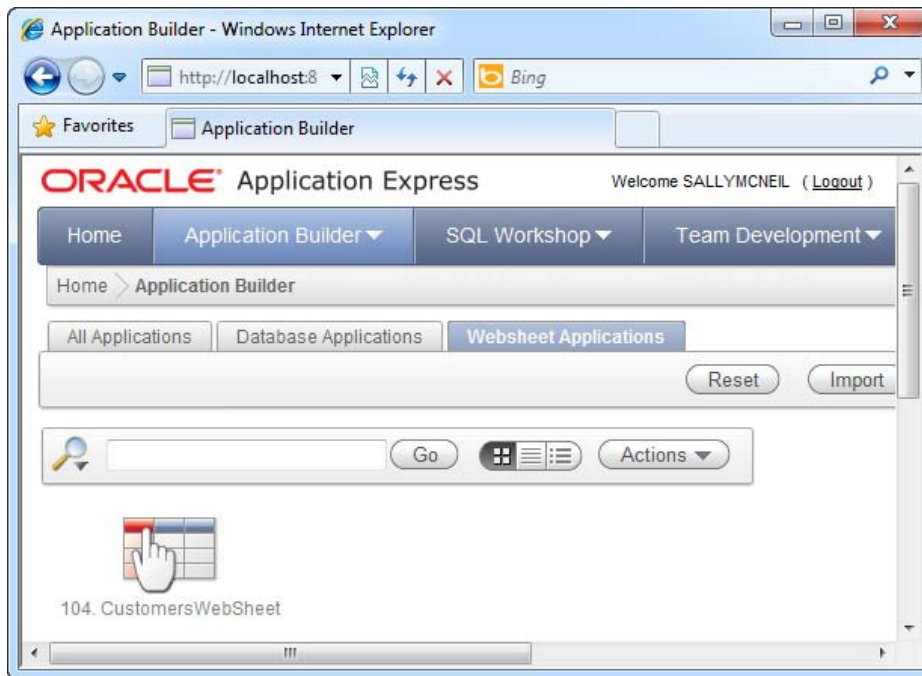 Application Builder - Windows Internet Explorer
http://localhost:8
Bing
Favorites
Application Builder
ORACLE Application Express
Welcome SALLYMCNEIL ( Logout )
Home
Application Builder
SQL Workshop
Team Development
Home
Application Builder
All Applications
Database Applications
Websheet Applications
Reset
Import
Go
Actions
104. CustomersWebSheet